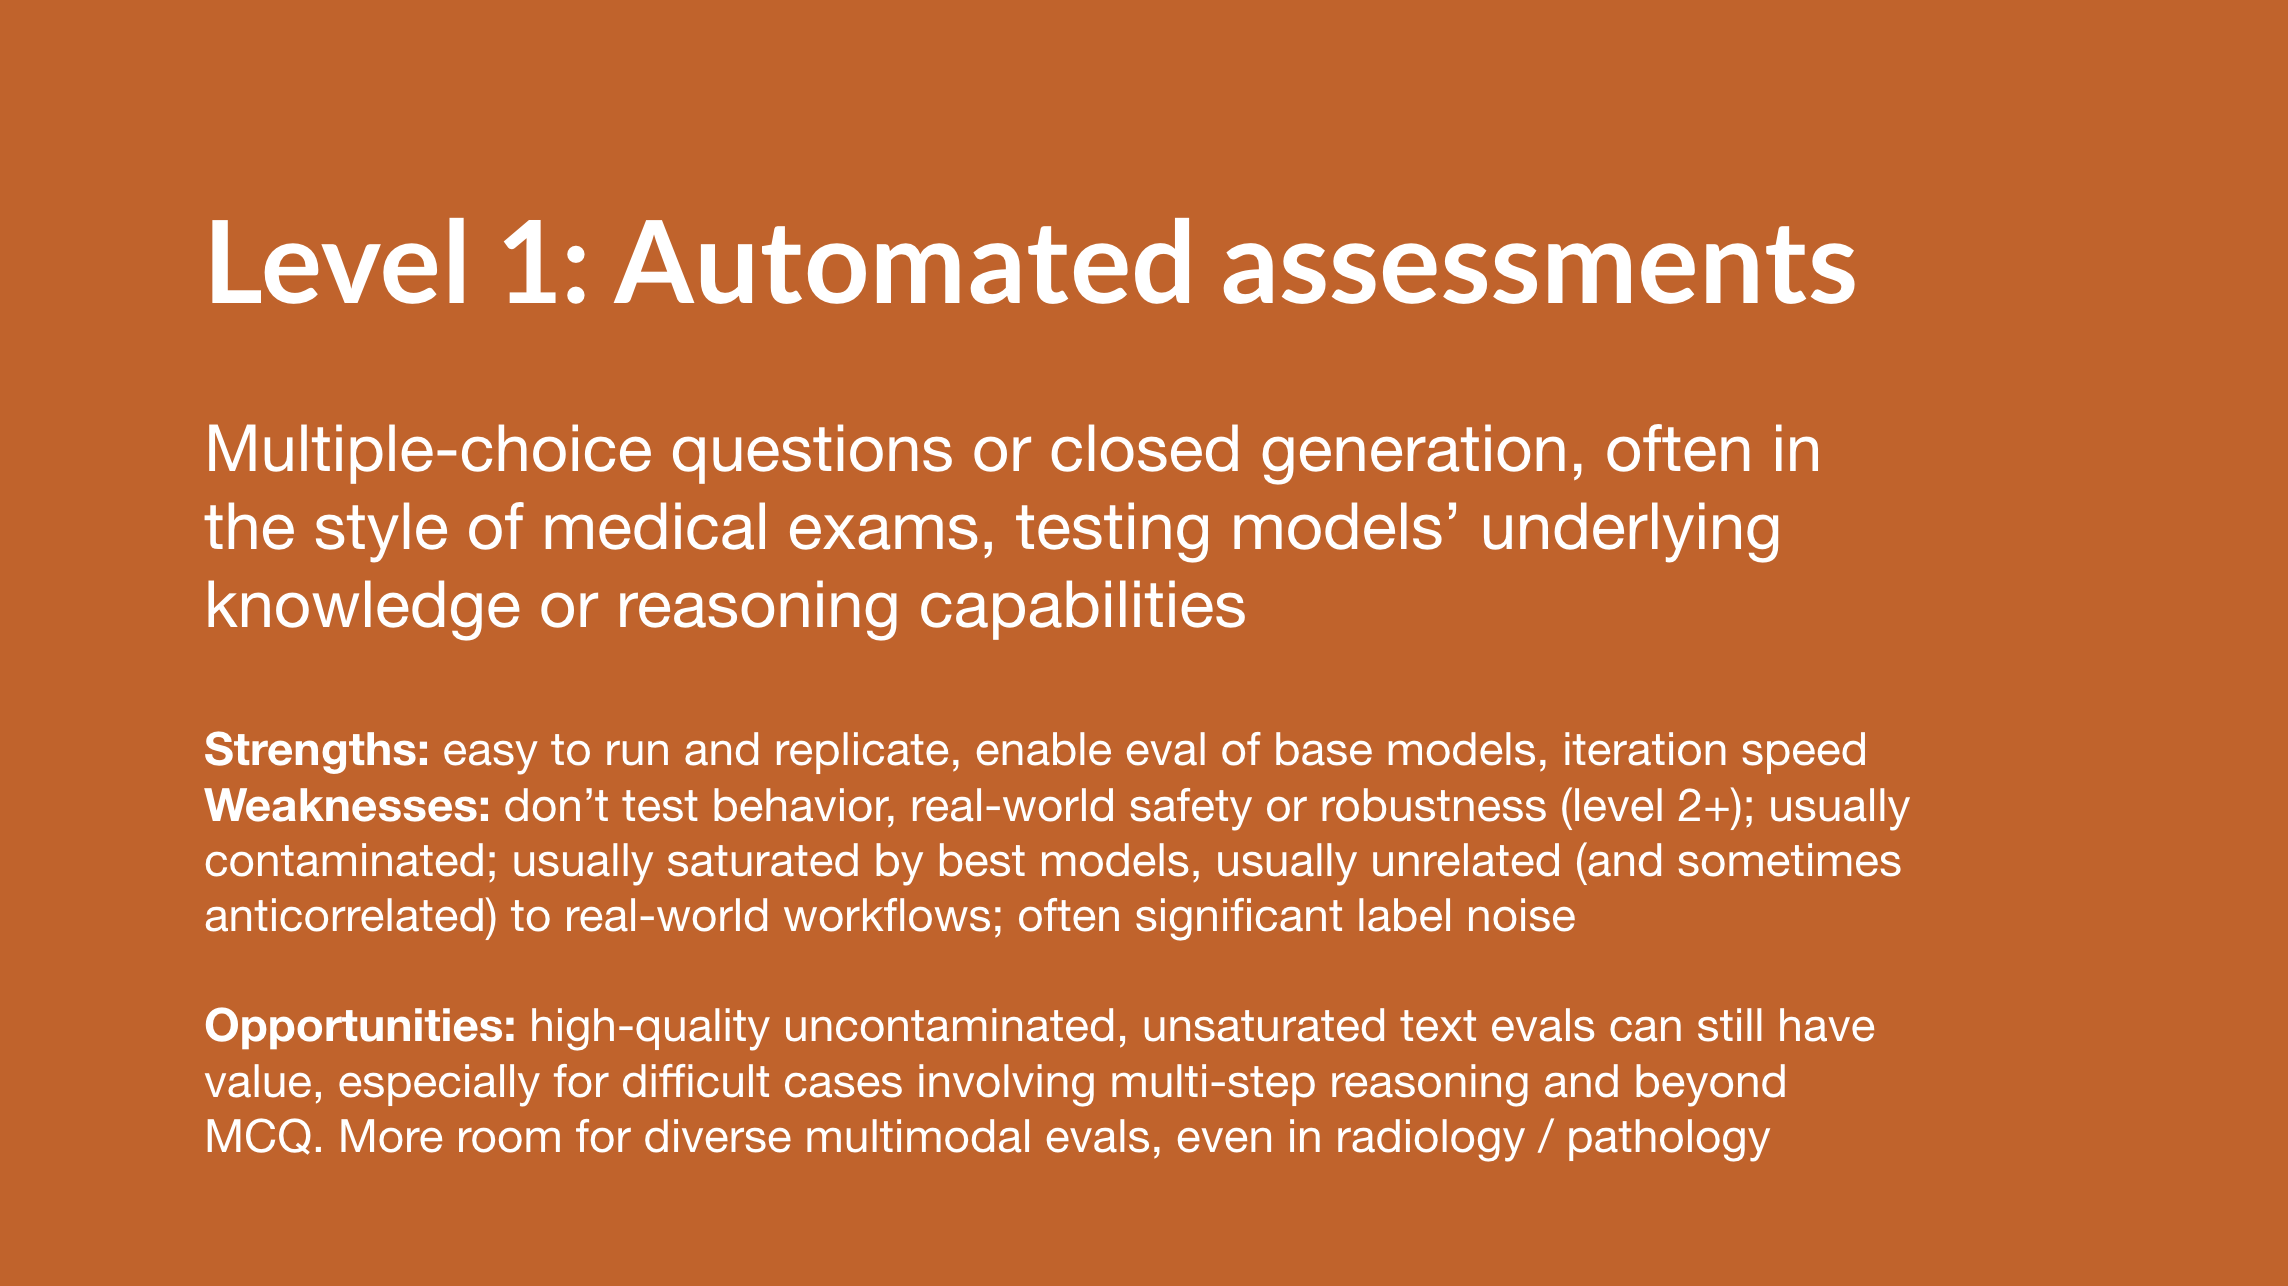 Level 1: Automated assessments
Multiple-choice questions or closed generation, often in
the style of medical exams, testing models’ underlying
knowledge or reasoning capabilities
Strengths: easy to run and replicate, enable eval of base models, iteration speed
Weaknesses: don’t test behavior, real-world safety or robustness (level 2+); usually
contaminated; usually saturated by best models, usually unrelated (and sometimes
anticorrelated) to real-world workflows; often significant label noise
Opportunities: high-quality uncontaminated, unsaturated text evals can still have
value, especially for difficult cases involving multi-step reasoning and beyond
MCQ. More room for diverse multimodal evals, even in radiology / pathology